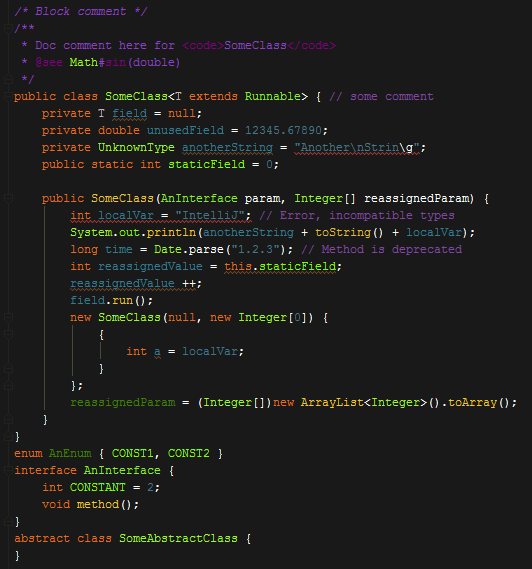 /* Block comment */
/**
 * Doc comment here for <code>SomeClass</code>
 * @see Math#sin(double)
 */
public class SomeClass<T extends Runnable> { // some comment
    private T field = null;
    private double unusedField = 12345.67890;
    private UnknownType anotherString = "Another\nStrin\g";
    public static int staticField = 0;

    public SomeClass(AnInterface param, Integer[] reassignedParam) {
        int localVar = "IntelliJ"; // Error, incompatible types
        System.out.println(anotherString + toString() + localVar);
        long time = Date.parse("1.2.3"); // Method is deprecated
        int reassignedValue = this.staticField;
        reassignedValue ++;
        field.run();
        new SomeClass(null, new Integer[0]) {
            {
                int a = localVar;
            }
        };
        reassignedParam = (Integer[])new ArrayList<Integer>().toArray();
    }
}
enum AnEnum { CONST1, CONST2 }
interface AnInterface {
    int CONSTANT = 2;
    void method();
}
abstract class SomeAbstractClass {
}